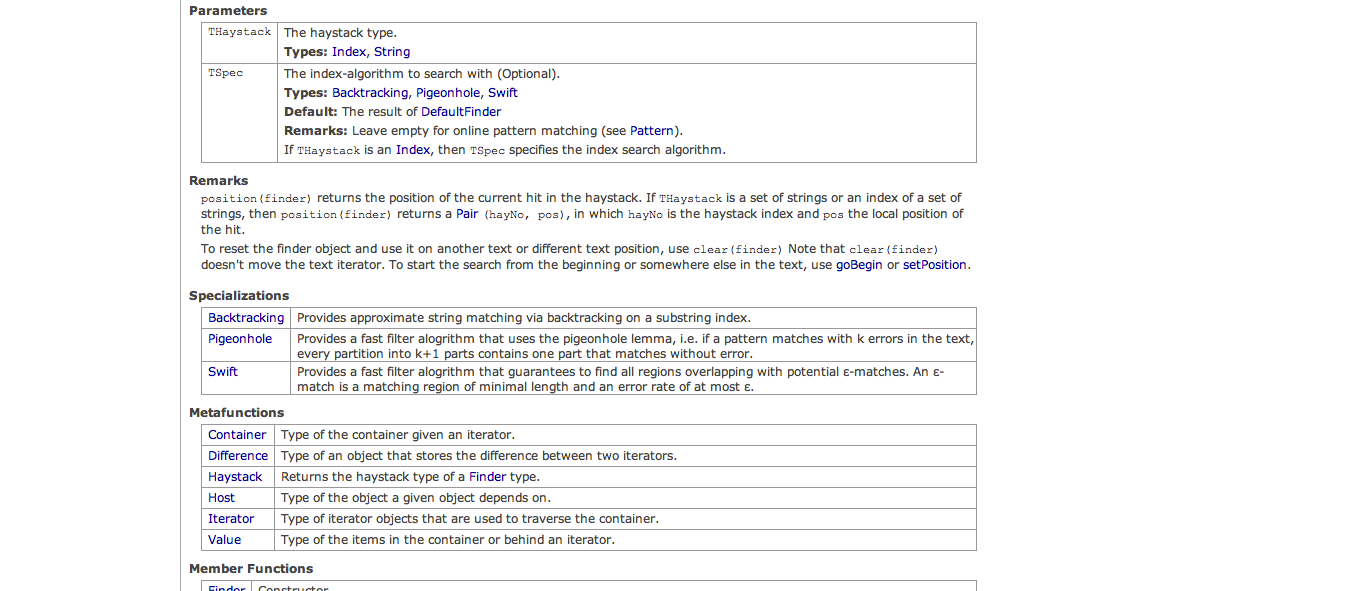 Parameters
THaystack The haystack type.
Types: Index, String
TSpec The index-algorithm to search with (Optional).
Types: Backtracking, Pigeonhole, Swift
Default: The result of DefaultFinder
Remarks: Leave empty for online pattern matching (see Pattern).
If THaystack is an Index, then TSpec specifies the index search algorithm.
Remarks
position(finder) returns the position of the current hit in the haystack. If THaystack is a set of strings or an index of a set of
strings, then position(finder) returns a Pair (hayNo, pos), in which hayNo is the haystack index and pos the local position of
the hit.
To reset the finder object and use it on another text or different text position, use clear(finder) Note that clear(finder)
doesn't move the text iterator. To start the search from the beginning or somewhere else in the text, use goBegin or setPosition.
Specializations
Backtracking Provides approximate string matching via backtracking on a substring index.
Pigeonhole Provides a fast filter alogrithm that uses the pigeonhole lemma, i.e. if a pattern matches with k errors in the text,
every partition into k+1 parts contains one part that matches without error.
Swift Provides a fast filter alogrithm that guarantees to find all regions overlapping with potential ε-matches. An ε-
match is a matching region of minimal length and an error rate of at most ε.
Metafunctions
Container Type of the container given an iterator.
Difference Type of an object that stores the difference between two iterators.
Haystack Returns the haystack type of a Finder type.
Host Type of the object a given object depends on.
Iterator Type of iterator objects that are used to traverse the container.
Value Type of the items in the container or behind an iterator.
Member Functions
Finder Constructor